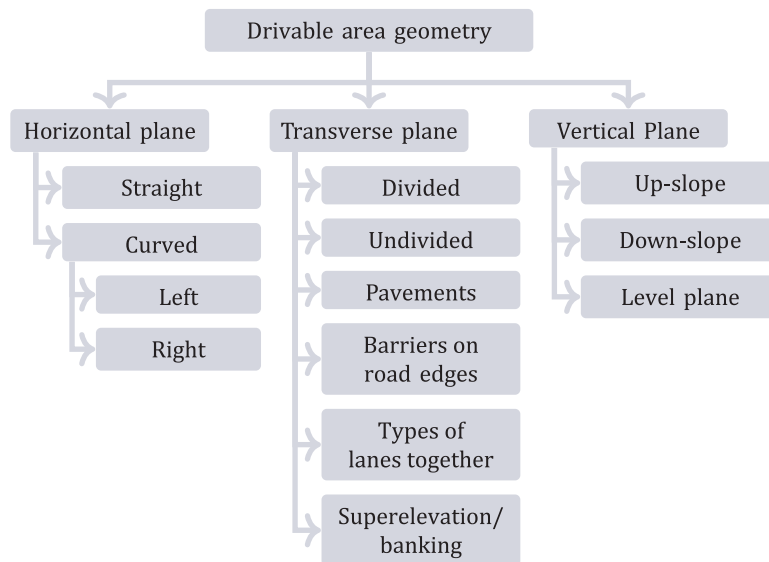 Drivable area geometry
Horizontal plane
Straight
Curved
Left
Right
Transverse plane
Divided
Undivided
Pavements
Barriers on
road edges
Types of
lanes together
Superelevation/
banking
Vertical Plane
Up-slope
Down-slope
Level plane